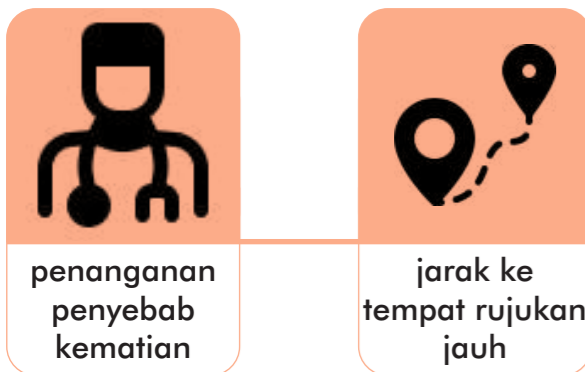 penanganan
penyebab
kematian
jarak ke
tempat rujukan
jauh